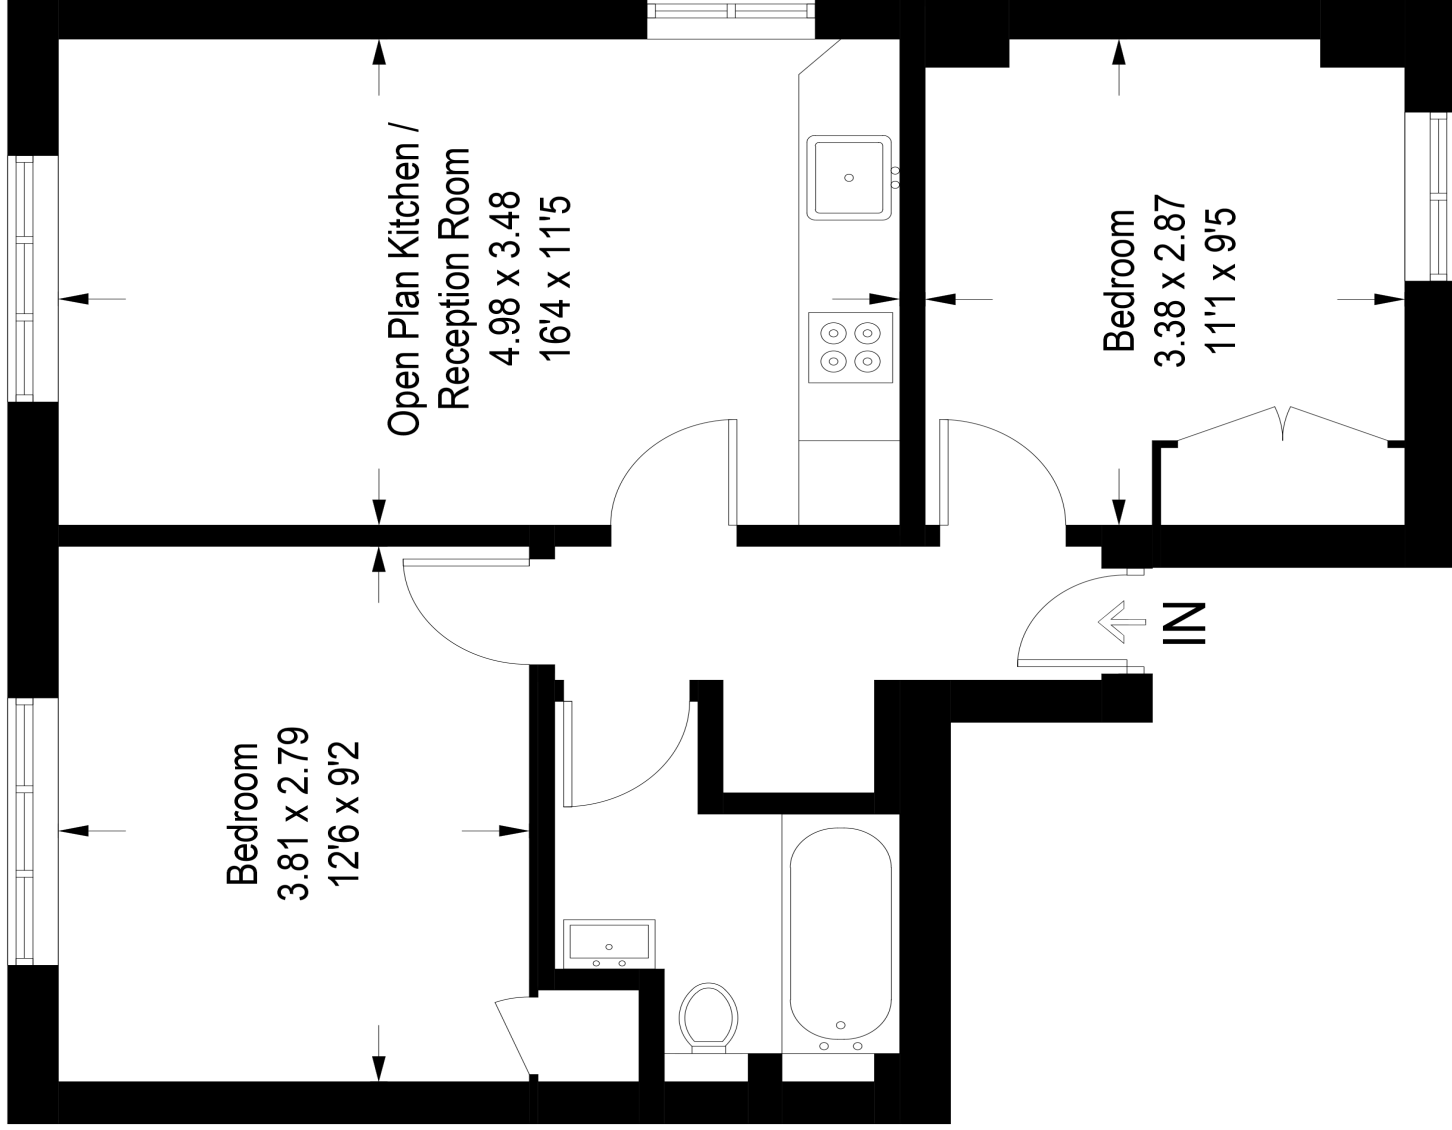 Open Plan Kitchen /
Reception Room
4.98 x 3.48
16'4 x 11'5
Bedroom
3.38 x 2.87
11'1 x 9'5
IN
Bedroom
3.81 x 2.79
12'6 x 9'2